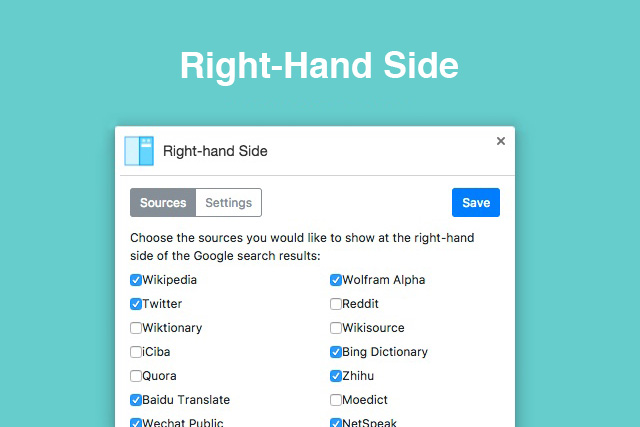 Right-Hand Side
Right-hand Side
×
Sources Settings Save
Choose the sources you would like to show at the right-hand
side of the Google search results:
Wikipedia Wolfram Alpha
Twitter Reddit
Wiktionary Wikisource
iCiba Bing Dictionary
Quora Zhihu
Baidu Translate Moedict
Wechat Public NetSpeak